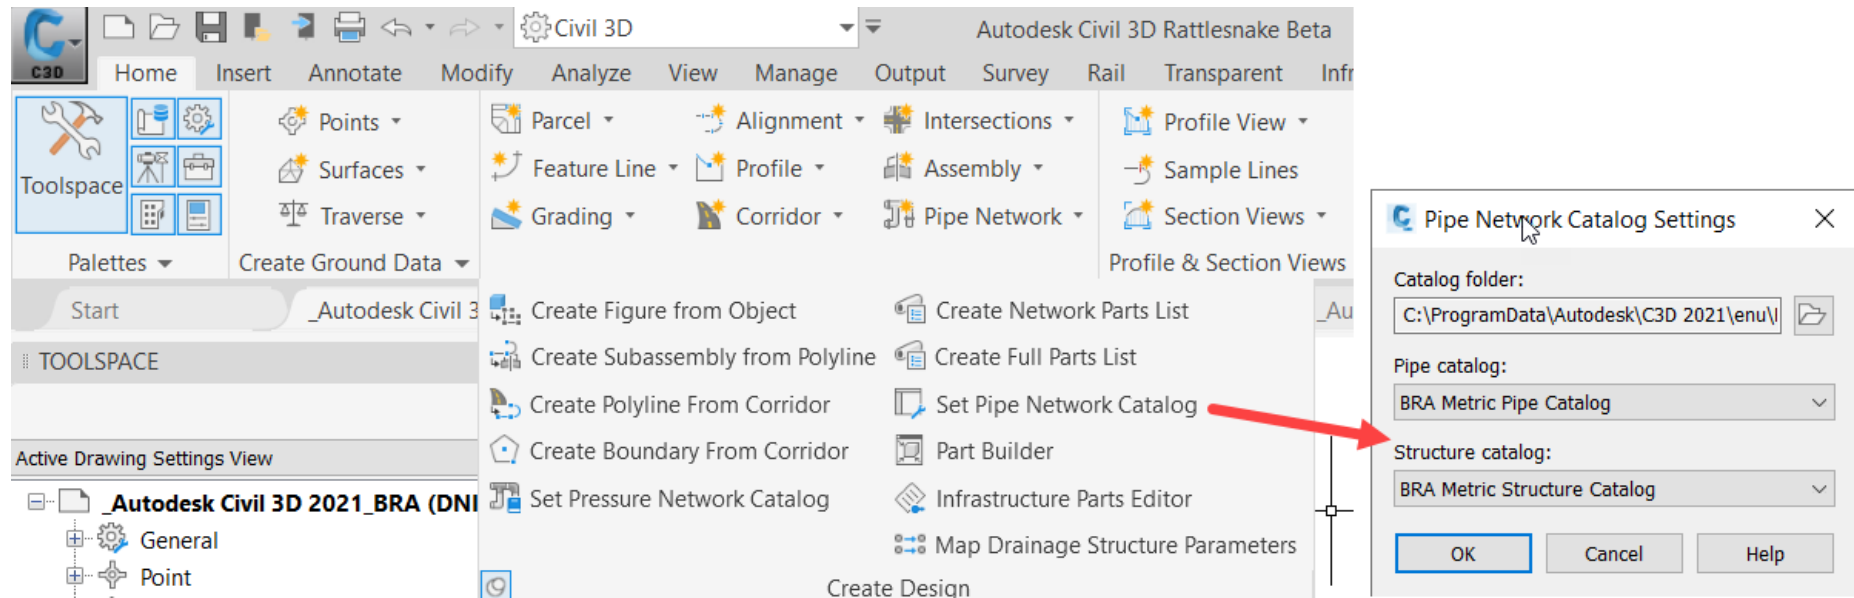 Civil 3D
Autodesk Civil 3D Rattlesnake Beta
C3D
Home Insert Annotate Modify Analyze View Manage Output Survey Rail Transparent Infr
Toolspace
Points
Surfaces
Traverse
Parcel
Feature Line
Grading
Alignment
Profile
Corridor
Intersections
Assembly
Pipe Network
Profile View
Sample Lines
Section Views
Palettes
Create Ground Data
Profile & Section Views
Start
_Autodesk Civil 3
_Au
TOOLSPACE
Active Drawing Settings View
_Autodesk Civil 3D 2021_BRA (DNI
General
Point
Create Figure from Object
Create Subassembly from Polyline
Create Polyline From Corridor
Create Boundary From Corridor
Set Pressure Network Catalog
Create Network Parts List
Create Full Parts List
Set Pipe Network Catalog
Part Builder
Infrastructure Parts Editor
Map Drainage Structure Parameters
Create Design
Pipe Network Catalog Settings
Catalog folder:
C:\ProgramData\Autodesk\C3D 2021\enu\
Pipe catalog:
BRA Metric Pipe Catalog
Structure catalog:
BRA Metric Structure Catalog
OK Cancel Help